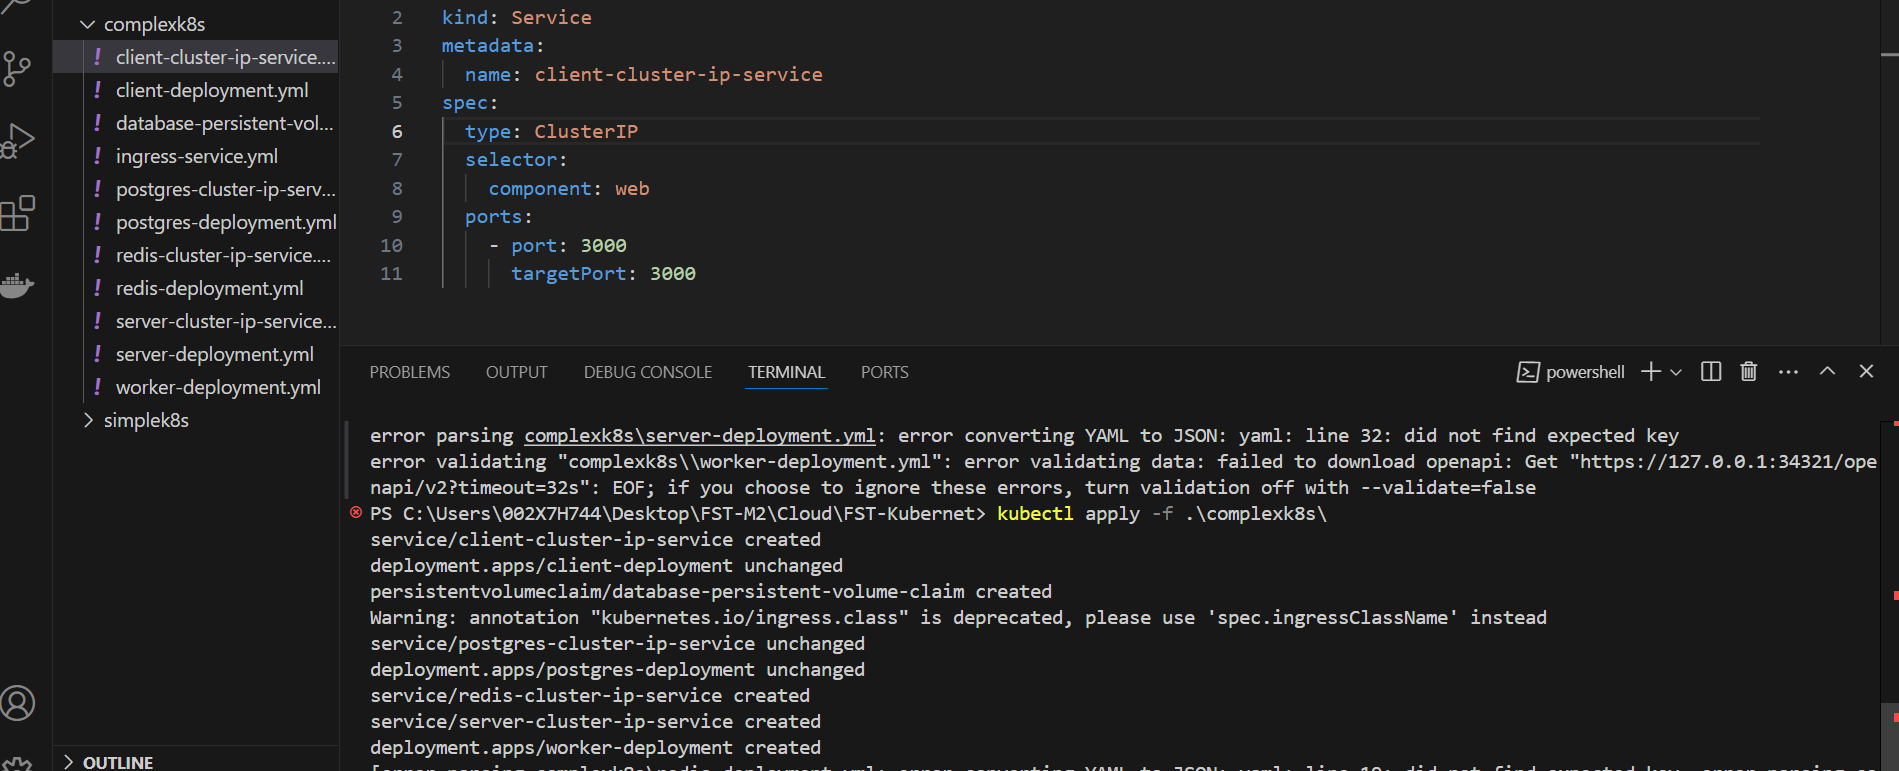 complexk8s
client-cluster-ip-service....
client-deployment.yml
database-persistent-vol...
ingress-service.yml
postgres-cluster-ip-serv...
postgres-deployment.yml
redis-cluster-ip-service....
redis-deployment.yml
server-cluster-ip-service...
server-deployment.yml
worker-deployment.yml
simplek8s
OUTLINE
2 kind: Service
3 metadata:
4 name: client-cluster-ip-service
5 spec:
6 type: ClusterIP
7 selector:
8 component: web
9 ports:
10 - port: 3000
11 targetPort: 3000
PROBLEMS OUTPUT DEBUG CONSOLE TERMINAL PORTS powershell
error parsing complexk8s\server-deployment.yml: error converting YAML to JSON: yaml: line 32: did not find expected key
error validating "complexk8s\\worker-deployment.yml": error validating data: failed to download openapi: Get "https://127.0.0.1:34321/ope
napi/v2?timeout=32s": EOF; if you choose to ignore these errors, turn validation off with --validate=false
PS C:\Users\002X7H744\Desktop\FST-M2\Cloud\FST-Kubernet> kubectl apply -f .\complexk8s\
service/client-cluster-ip-service created
deployment.apps/client-deployment unchanged
persistentvolumeclaim/database-persistent-volume-claim created
Warning: annotation "kubernetes.io/ingress.class" is deprecated, please use 'spec.ingressClassName' instead
service/postgres-cluster-ip-service unchanged
deployment.apps/postgres-deployment unchanged
service/redis-cluster-ip-service created
service/server-cluster-ip-service created
deployment.apps/worker-deployment created